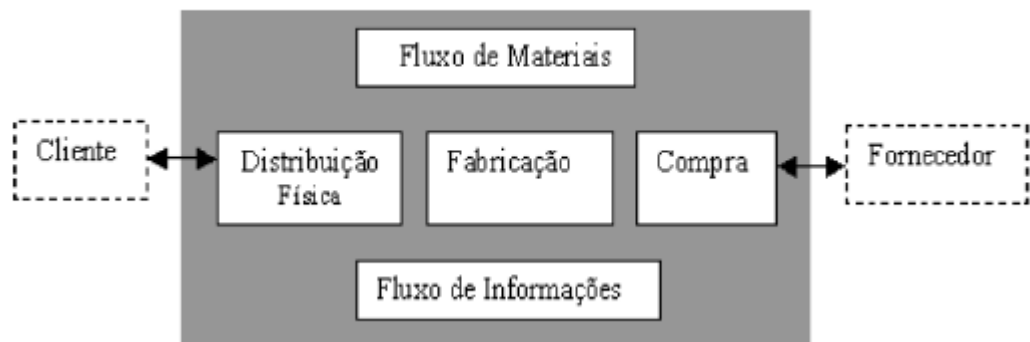 Fluxo de Materiais
Cliente
Distribuição
Física
Fabricação
Compra
Fornecedor
Fluxo de Informações